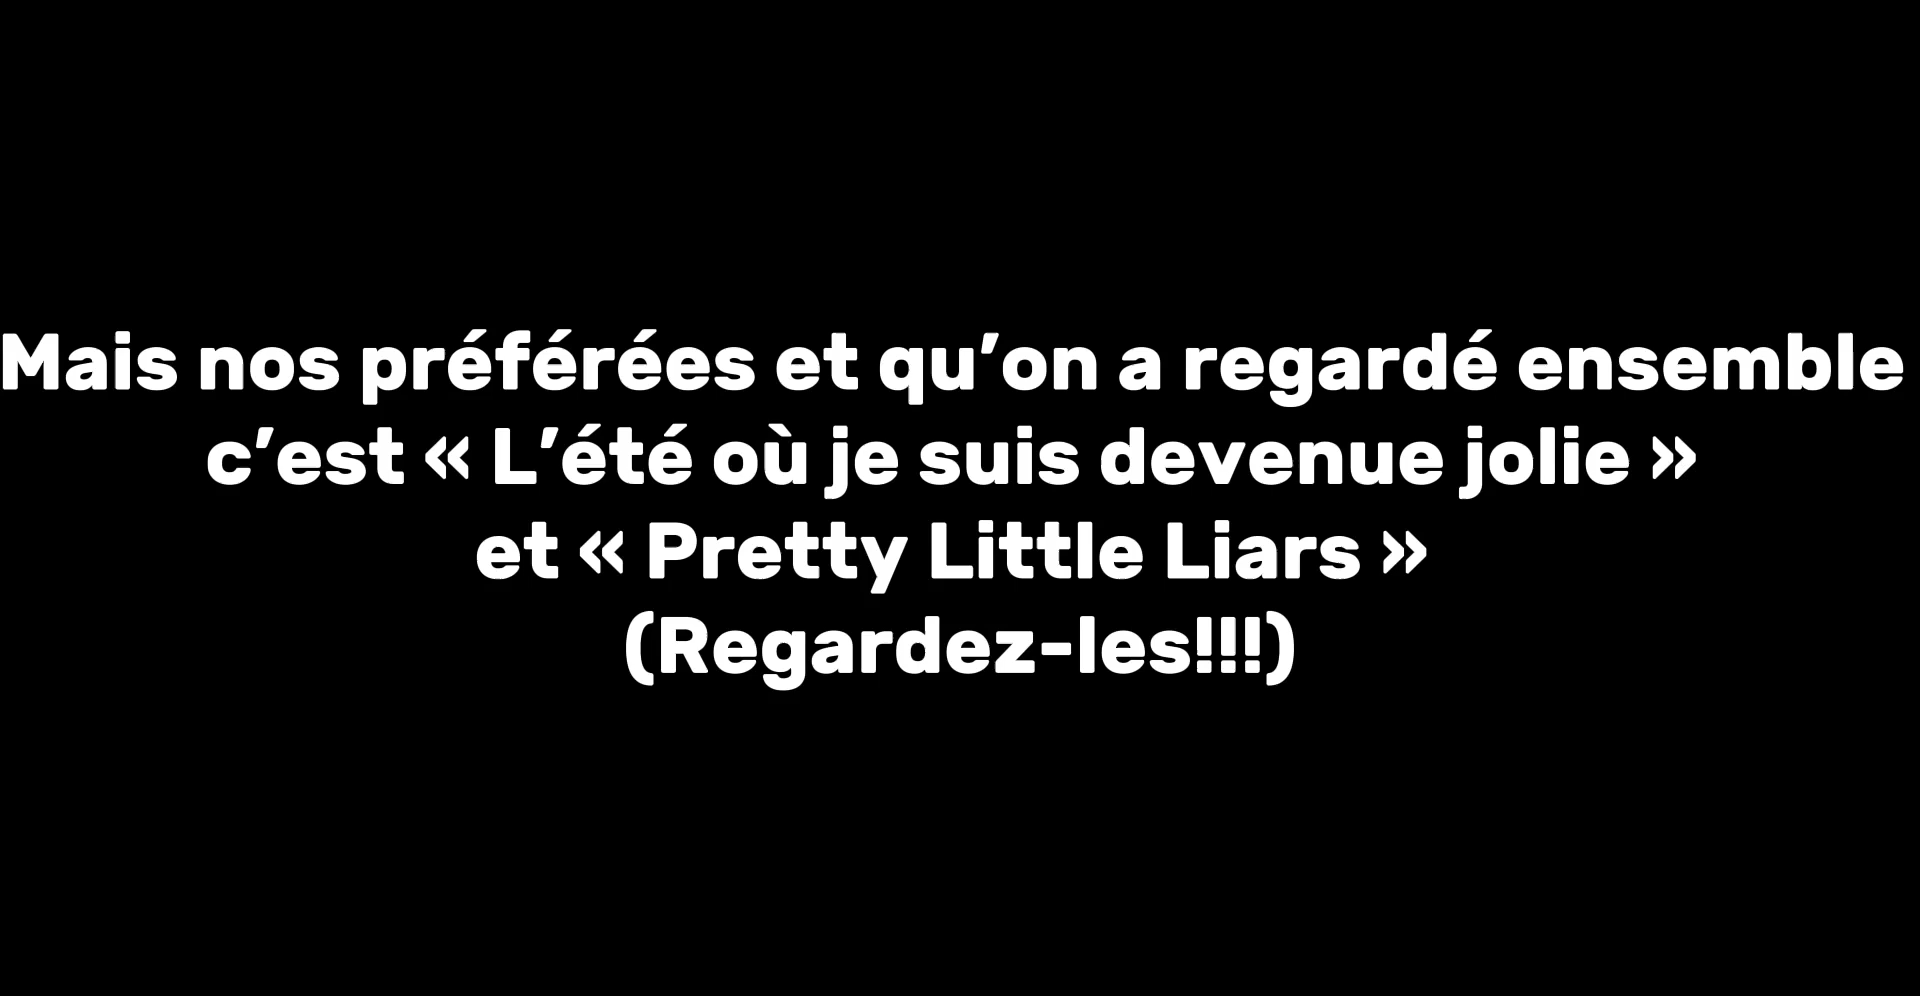 Mais nos préférées et qu’on a regardé ensemble
c’est « L’été où je suis devenue jolie »
et « Pretty Little Liars »
(Regardez-les!!!)